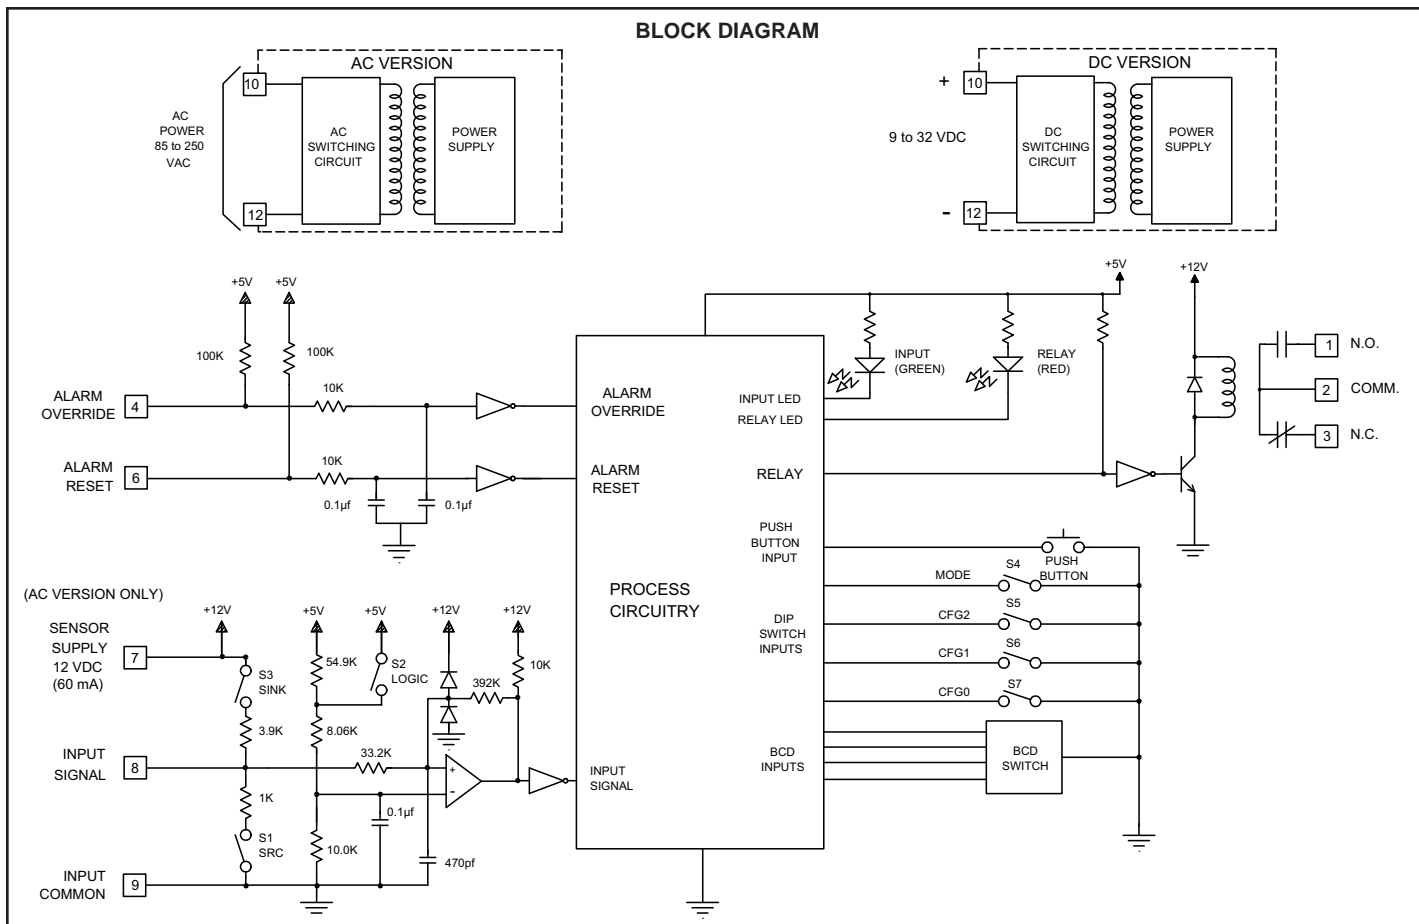 BLOCK DIAGRAM
AC VERSION
10
AC
POWER
85 to 250
VAC
AC
SWITCHING
CIRCUIT
POWER
SUPPLY
12
DC VERSION
+
10
9 to 32 VDC
DC
SWITCHING
CIRCUIT
POWER
SUPPLY
-
12
+5V
+5V
100K
100K
ALARM
OVERRIDE
4
10K
ALARM
OVERRIDE
ALARM
RESET
6
10K
ALARM
RESET
0.1µf
0.1µf
+5V
+12V
INPUT
(GREEN)
RELAY
(RED)
INPUT LED
RELAY LED
RELAY
1
N.O.
2
COMM.
3
N.C.
PUSH
BUTTON
INPUT
PUSH
BUTTON
MODE
S4
CFG2
S5
DIP
SWITCH
INPUTS
CFG1
S6
CFG0
S7
BCD
INPUTS
BCD
SWITCH
PROCESS
CIRCUITRY
(AC VERSION ONLY)
SENSOR
SUPPLY
12 VDC
(60 mA)
7
+12V
+5V
+5V
+12V
+12V
S3
SINK
54.9K
S2
LOGIC
392K
10K
3.9K
8.06K
INPUT
SIGNAL
8
33.2K
+
-
INPUT
SIGNAL
1K
0.1µf
S1
SRC
10.0K
470pf
INPUT
COMMON
9